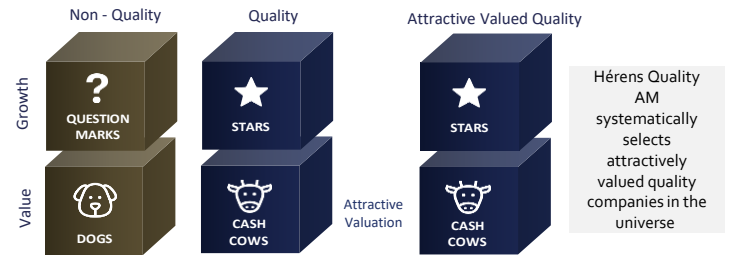 Non - Quality
Quality
Attractive Valued Quality
Growth
?
QUESTION
MARKS
STARS
STARS
Value
DOGS
CASH
COWS
Attractive
Valuation
CASH
COWS
Hérens Quality
AM
systematically
selects
attractively
valued quality
companies in the
universe